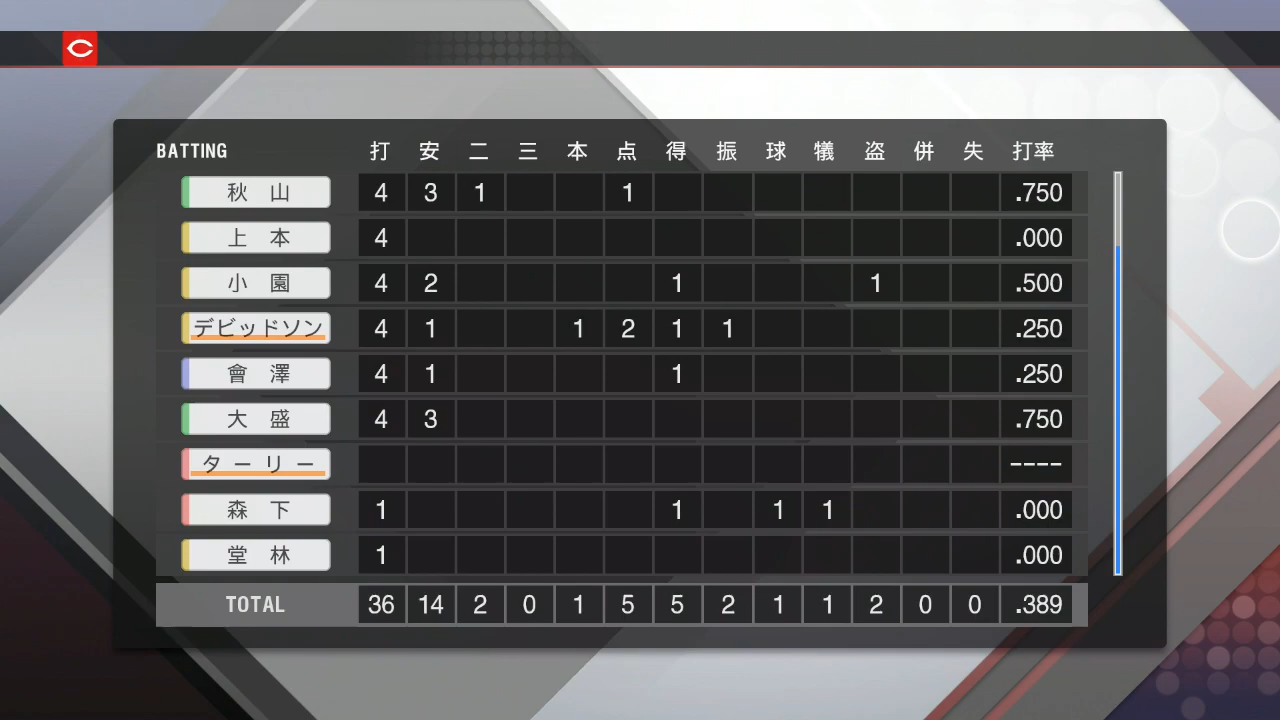 BATTING 打 安 二 三 本 点 得 振 球 犠 盗 併 失 打率
秋山 4 3 1 1 .750
上本 4 .000
小園 4 2 1 1 .500
デビッドソン 4 1 1 2 1 1 .250
會澤 4 1 1 .250
大盛 4 3 .750
ターリー ----
森下 1 1 1 1 .000
堂林 1 .000
TOTAL 36 14 2 0 1 5 5 2 1 1 2 0 0 .389